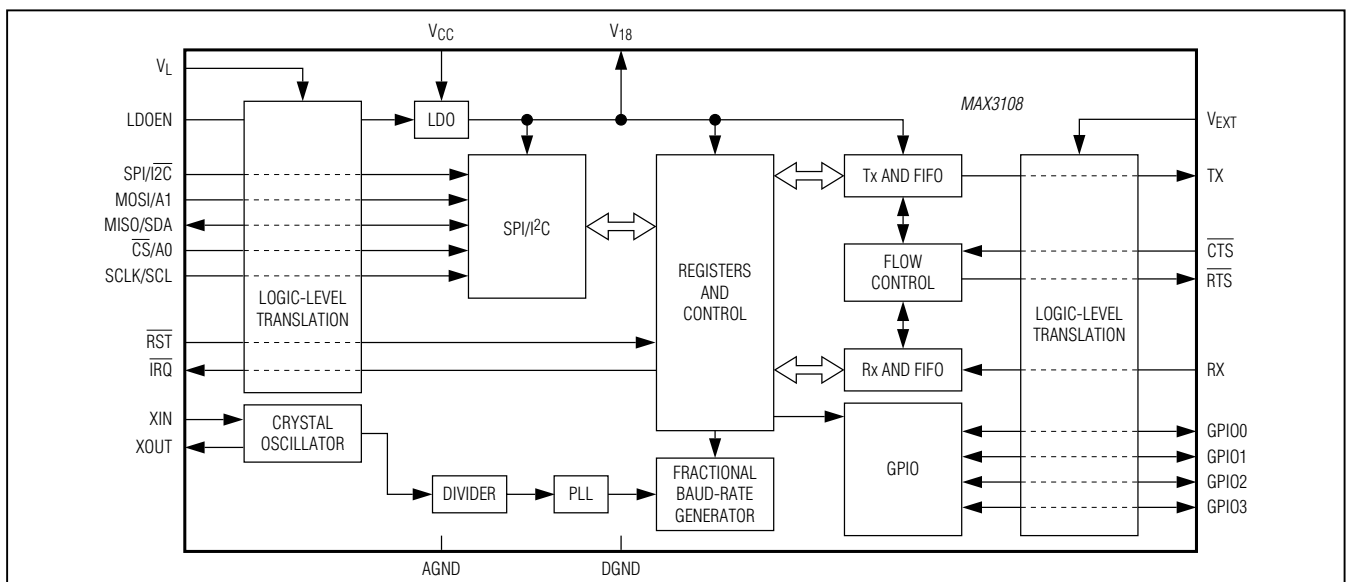 VCC
V18
VL
MAX3108
LDOEN
LDO
VEXT
SPI/I2C
Tx AND FIFO
TX
MOSI/A1
MISO/SDA
SPI/I²C
CS/A0
CTS
SCLK/SCL
REGISTERS
AND
CONTROL
FLOW
CONTROL
RTS
LOGIC-LEVEL
TRANSLATION
LOGIC-LEVEL
TRANSLATION
RST
IRQ
Rx AND FIFO
RX
XIN
XOUT
CRYSTAL
OSCILLATOR
GPIO
GPIO0
GPIO1
GPIO2
GPIO3
DIVIDER
PLL
FRACTIONAL
BAUD-RATE
GENERATOR
AGND
DGND